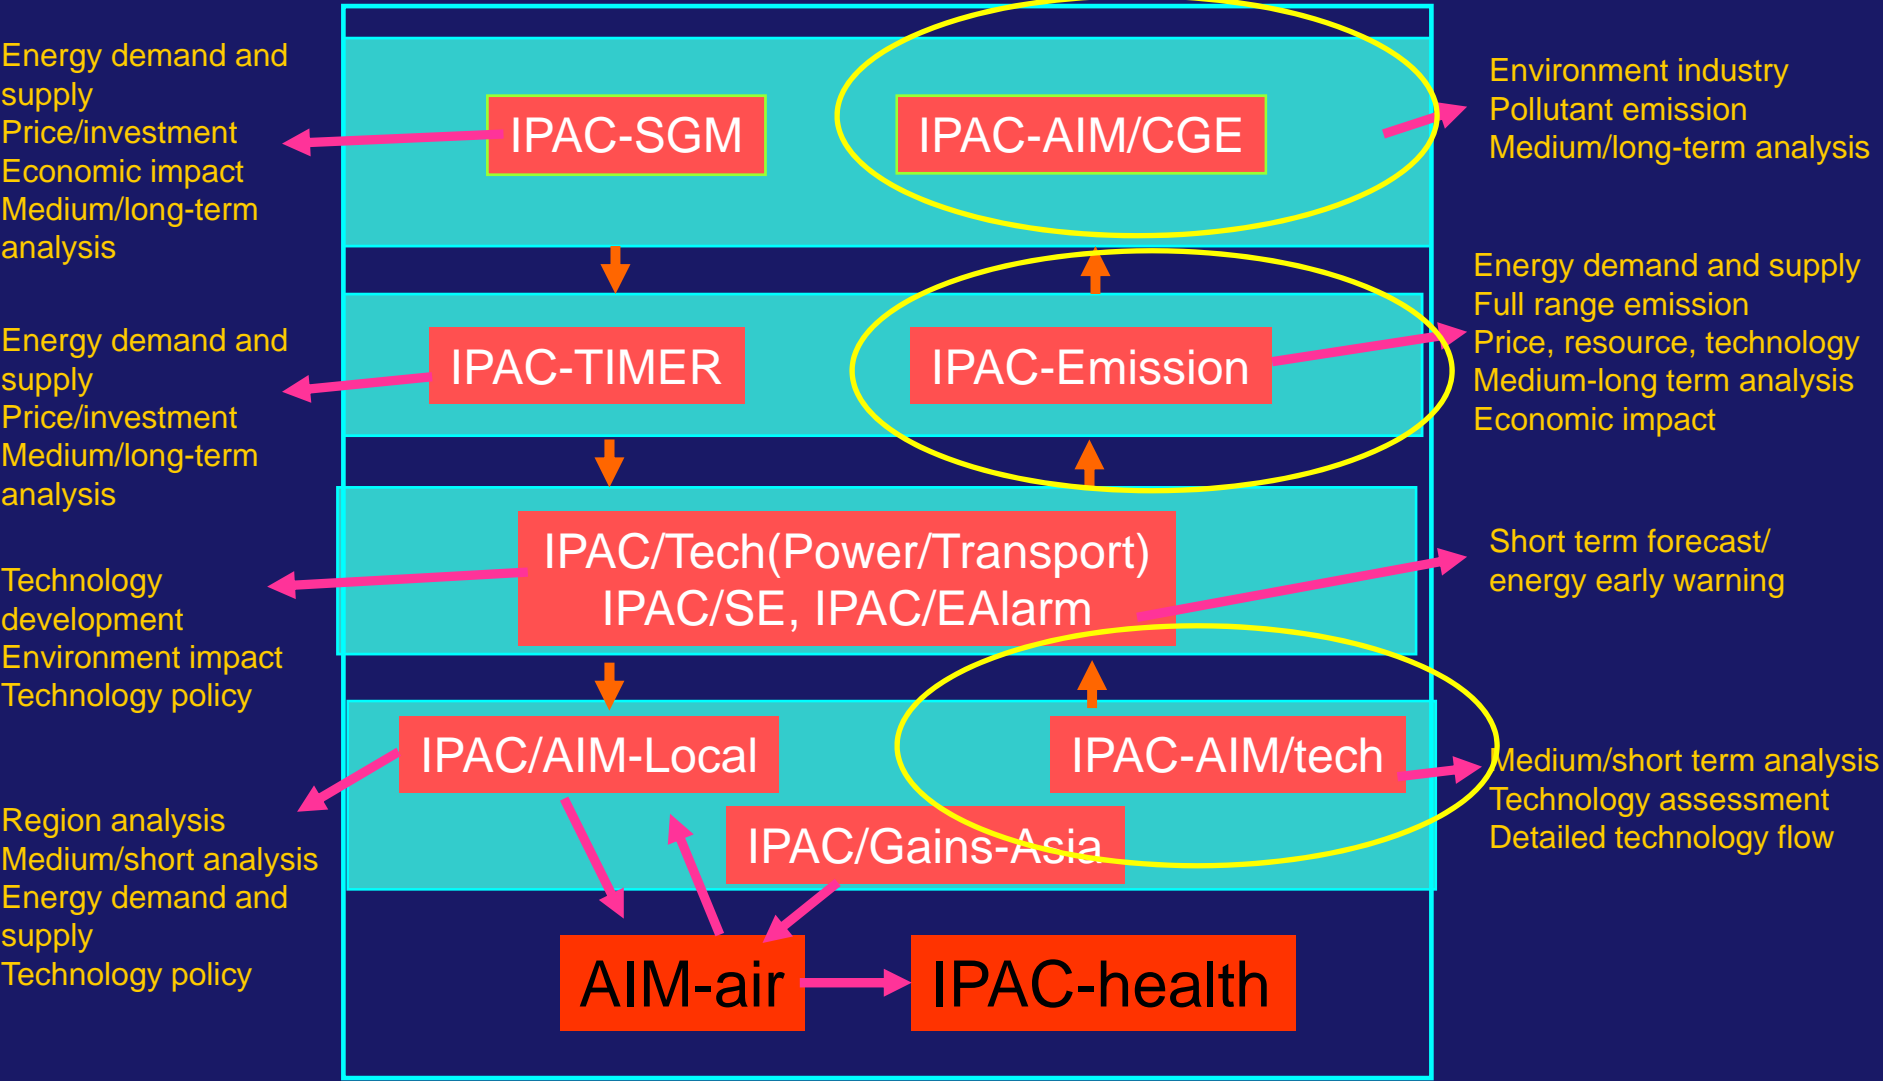 Energy demand and
supply
Price/investment
Economic impact
Medium/long-term
analysis
IPAC-SGM
IPAC-AIM/CGE
Environment industry
Pollutant emission
Medium/long-term analysis
Energy demand and
supply
Price/investment
Medium/long-term
analysis
IPAC-TIMER
IPAC-Emission
Energy demand and supply
Full range emission
Price, resource, technology
Medium-long term analysis
Economic impact
Technology
development
Environment impact
Technology policy
IPAC/Tech(Power/Transport)
IPAC/SE, IPAC/EAlarm
Short term forecast/
energy early warning
IPAC/AIM-Local
IPAC-AIM/tech
IPAC/Gains-Asia
Medium/short term analysis
Technology assessment
Detailed technology flow
Region analysis
Medium/short analysis
Energy demand and
supply
Technology policy
AIM-air
IPAC-health